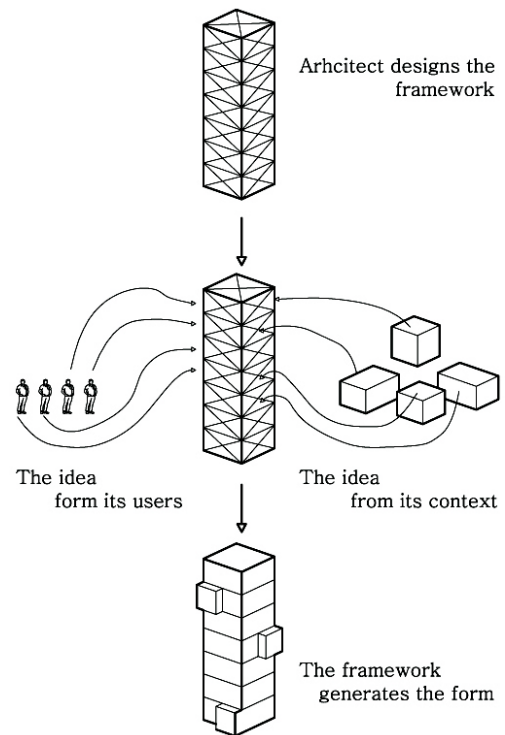 Arhcitect designs the
framework
The idea
form its users
The idea
from its context
The framework
generates the form